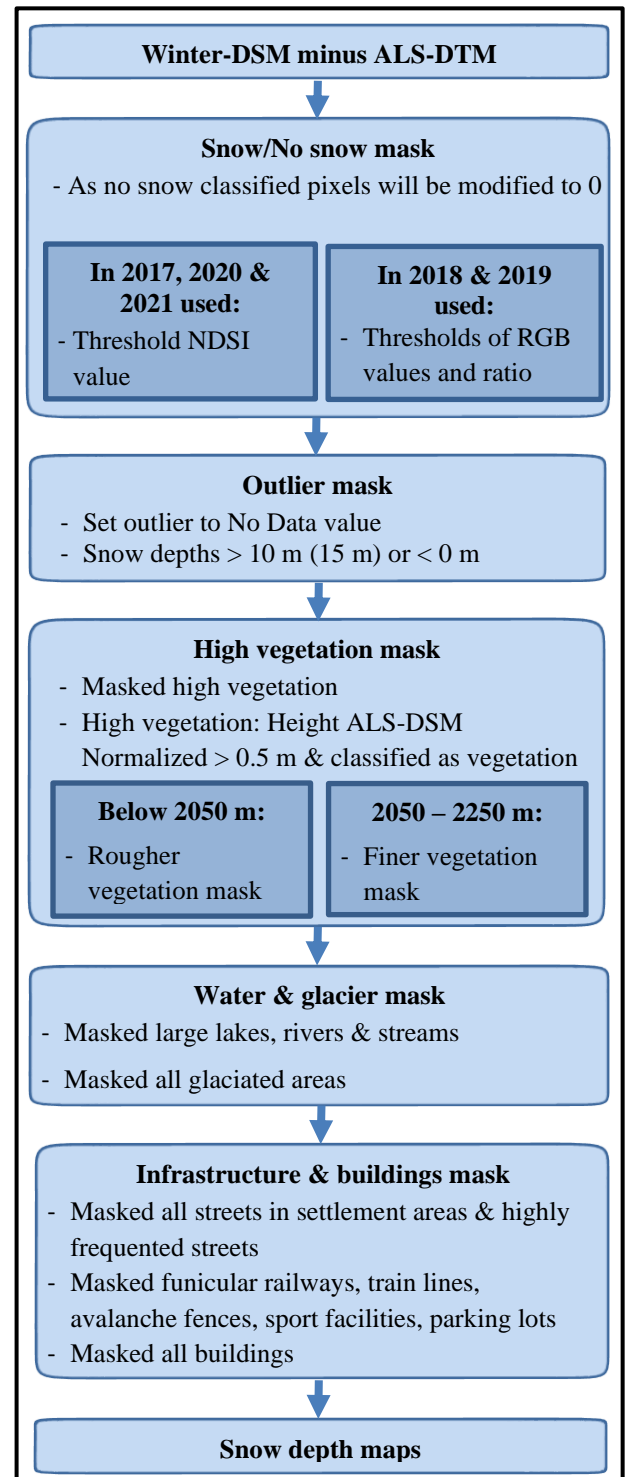 Winter-DSM minus ALS-DTM
Snow/No snow mask
- As no snow classified pixels will be modified to 0
In 2017, 2020 &
2021 used:
- Threshold NDSI
value
In 2018 & 2019
used:
- Thresholds of RGB
values and ratio
Outlier mask
- Set outlier to No Data value
- Snow depths > 10 m (15 m) or < 0 m
High vegetation mask
- Masked high vegetation
- High vegetation: Height ALS-DSM
Normalized > 0.5 m & classified as vegetation
Below 2050 m:
- Rougher
vegetation mask
2050 – 2250 m:
- Finer vegetation
mask
Water & glacier mask
- Masked large lakes, rivers & streams
- Masked all glaciated areas
Infrastructure & buildings mask
- Masked all streets in settlement areas & highly
frequented streets
- Masked funicular railways, train lines,
avalanche fences, sport facilities, parking lots
- Masked all buildings
Snow depth maps